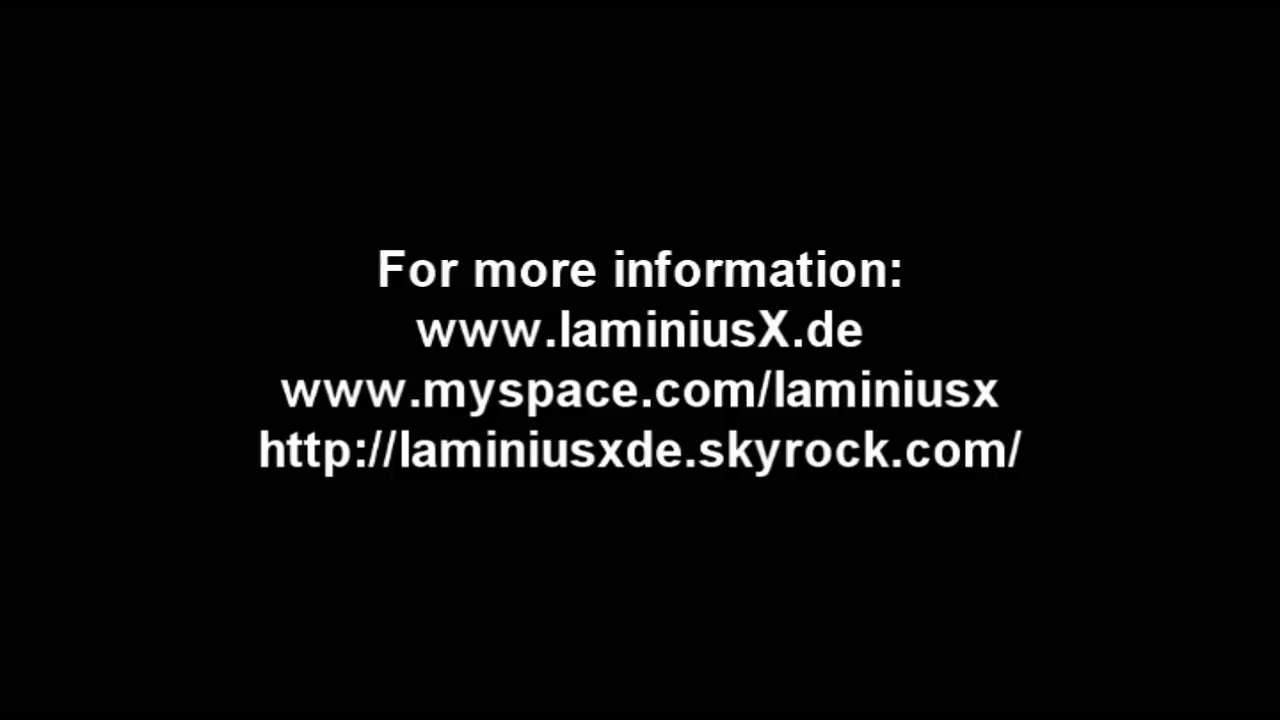 For more information:
www.laminiusX.de
www.myspace.com/laminiusx
http://laminiusxde.skyrock.com/